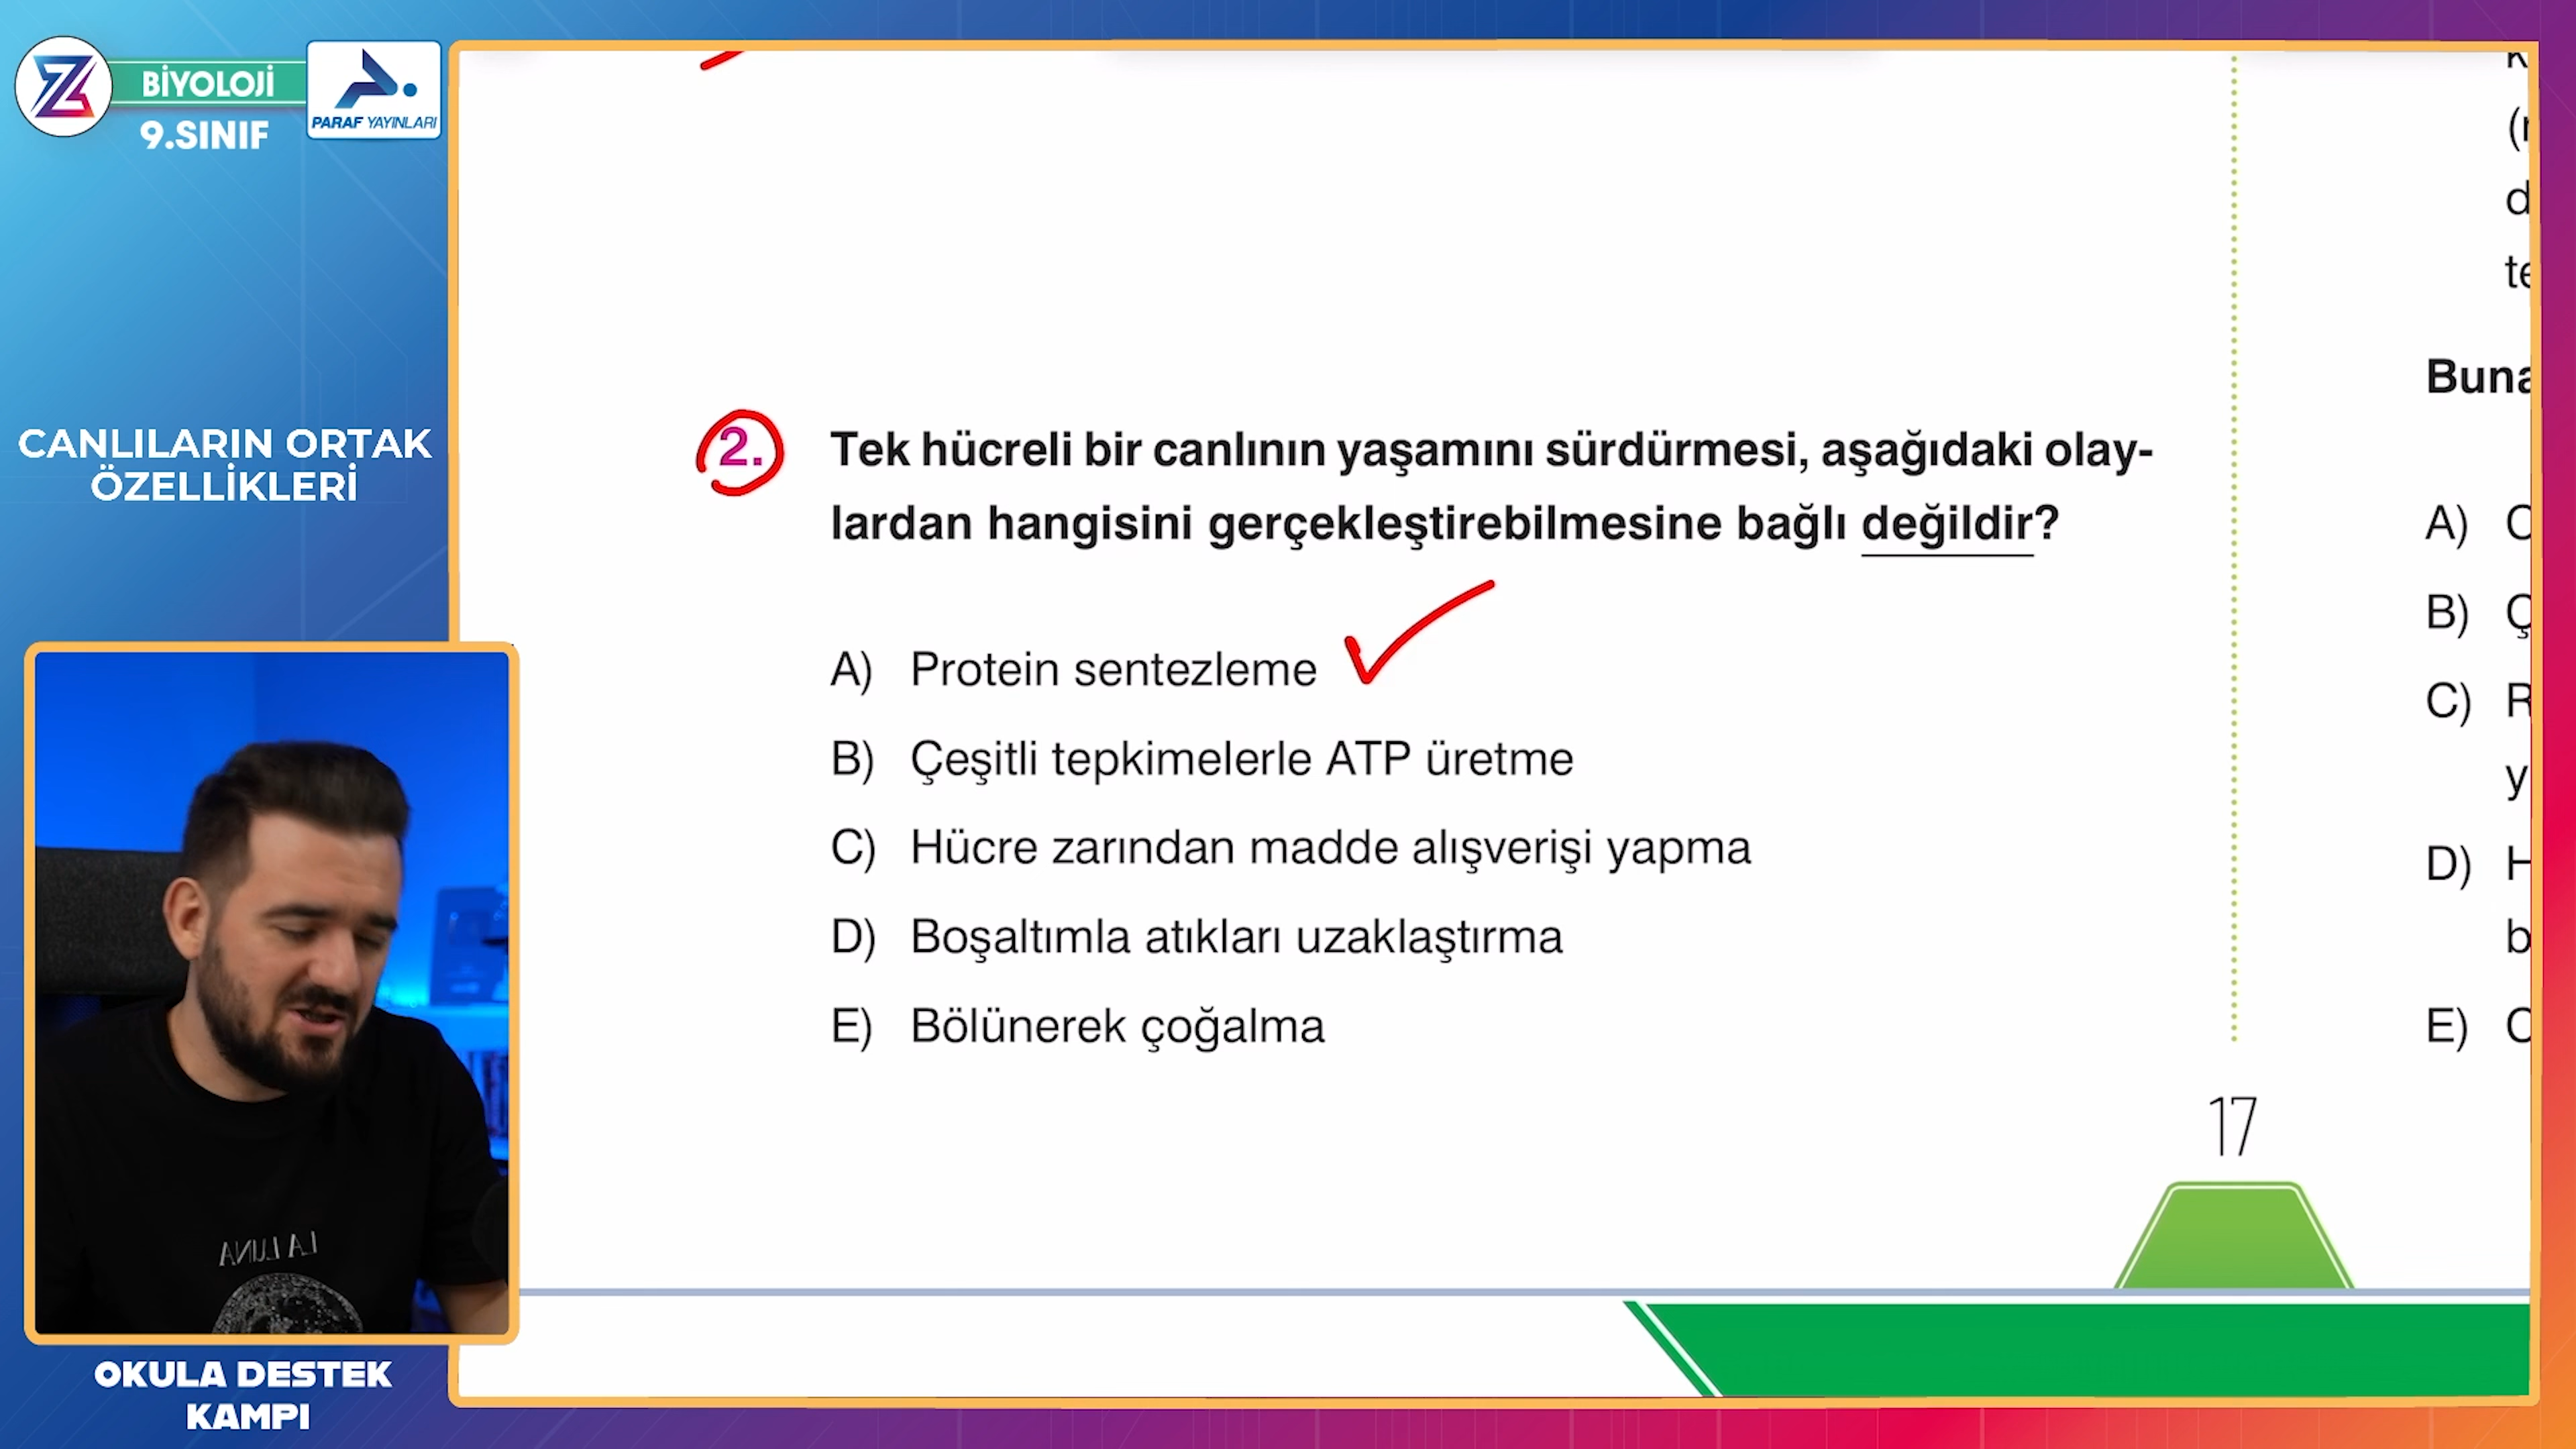 BİYOLOJİ
9.SINIF
PARAF YAYINLARI
CANLILARIN ORTAK
ÖZELLİKLERİ
2. Tek hücreli bir canlının yaşamını sürdürmesi, aşağıdaki olay-
lardan hangisini gerçekleştirebilmesine bağlı değildir?
A) Protein sentezleme
B) Çeşitli tepkimelerle ATP üretme
C) Hücre zarından madde alışverişi yapma
D) Boşaltımla atıkları uzaklaştırma
E) Bölünerek çoğalma
17
A)
B)
C)
D)
E)
LA LUNA
OKULA DESTEK
KAMPI